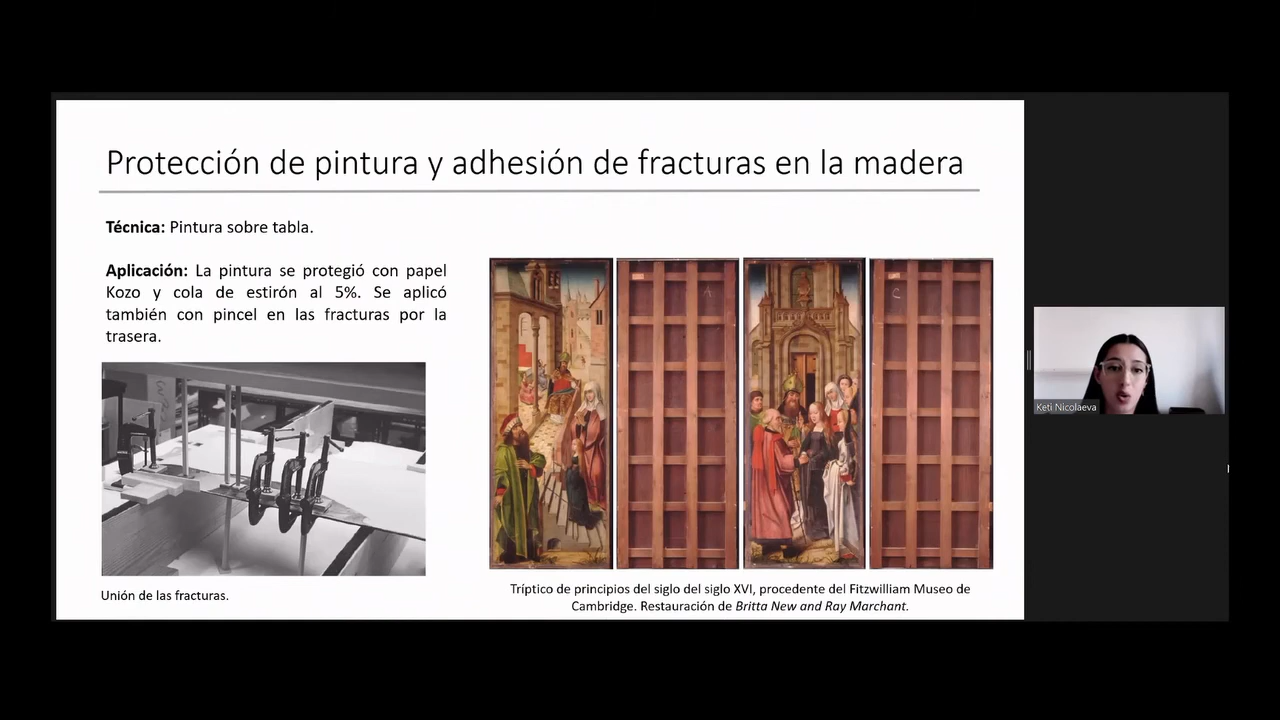 Protección de pintura y adhesión de fracturas en la madera
Técnica: Pintura sobre tabla.
Aplicación: La pintura se protegió con papel
Kozo y cola de estirón al 5%. Se aplicó
también con pincel en las fracturas por la
trasera.
Unión de las fracturas.
Tríptico de principios del siglo del siglo XVI, procedente del Fitzwilliam Museo de
Cambridge. Restauración de Britta New and Ray Marchant.
Keti Nicolaeva